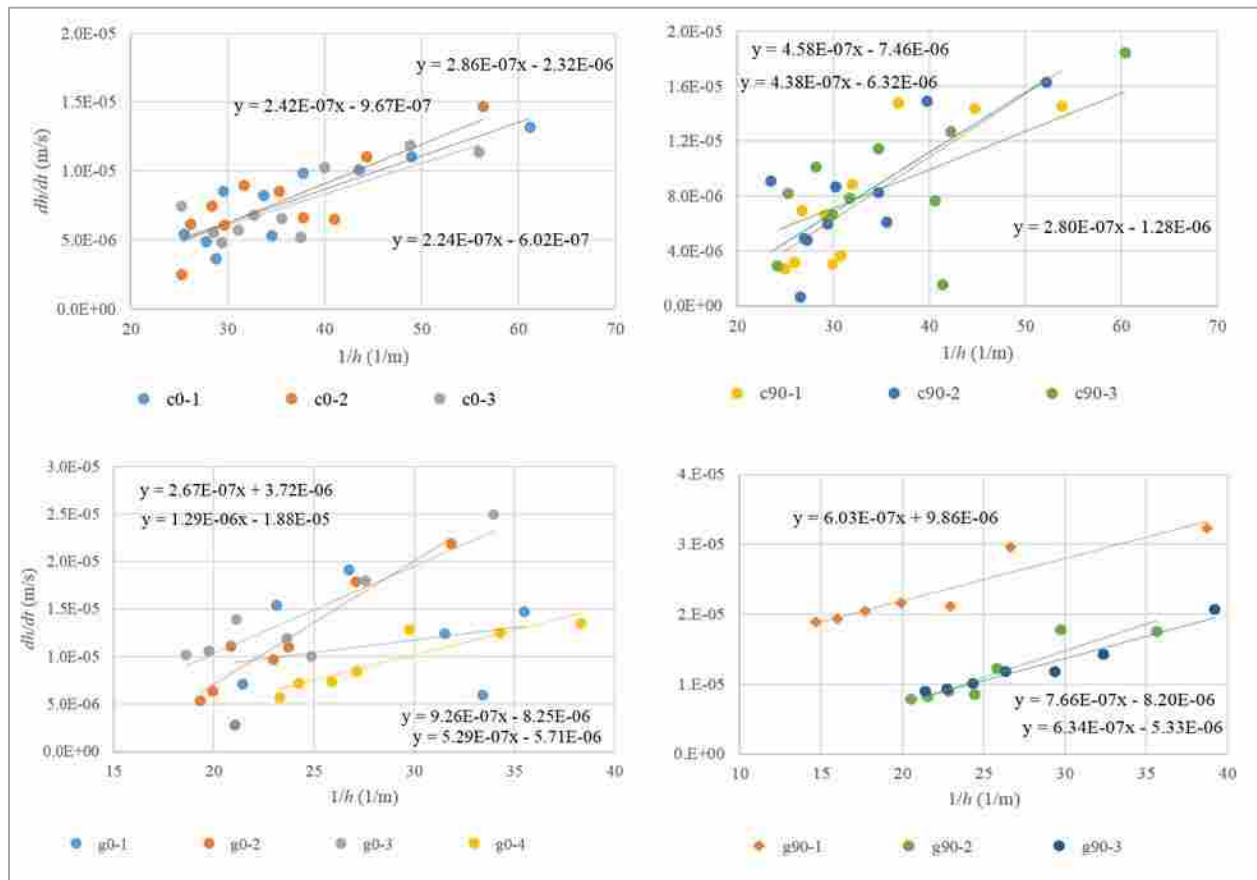 2.0E-05
1.5E-05
1.0E-05
5.0E-06
0.0E+00
dh/dt (m/s)
y = 2.86E-07x - 2.32E-06
y = 2.42E-07x - 9.67E-07
y = 2.24E-07x - 6.02E-07
20 30 40 50 60 70
1/h (1/m)
c0-1 c0-2 c0-3
2.0E-05
1.6E-05
1.2E-05
8.0E-06
4.0E-06
0.0E+00
y = 4.58E-07x - 7.46E-06
y = 4.38E-07x - 6.32E-06
y = 2.80E-07x - 1.28E-06
20 30 40 50 60 70
1/h (1/m)
c90-1 c90-2 c90-3
3.0E-05
2.5E-05
2.0E-05
1.5E-05
1.0E-05
5.0E-06
0.0E+00
dh/dt (m/s)
y = 2.67E-07x + 3.72E-06
y = 1.29E-06x - 1.88E-05
y = 9.26E-07x - 8.25E-06
y = 5.29E-07x - 5.71E-06
15 20 25 30 35 40
1/h (1/m)
g0-1 g0-2 g0-3 g0-4
4.E-05
3.E-05
2.E-05
1.E-05
0.E+00
y = 6.03E-07x + 9.86E-06
y = 7.66E-07x - 8.20E-06
y = 6.34E-07x - 5.33E-06
10 15 20 25 30 35 40
1/h (1/m)
g90-1 g90-2 g90-3